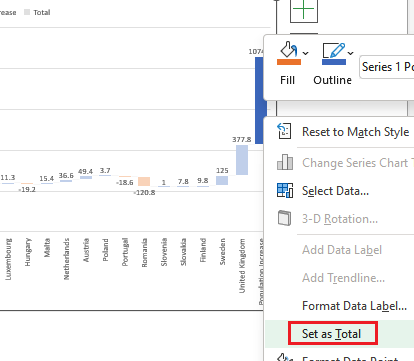 crease
Total
1074
377.8
125
9.8
7.8
1
-120.8
-18.6
3.7
49.4
36.6
15.4
-19.2
11.3
Luxembourg
Hungary
Malta
Netherlands
Austria
Poland
Portugal
Romania
Slovenia
Slovakia
Finland
Sweden
United Kingdom
Population Increase
Fill
Outline
Series 1 Po
Reset to Match Style
Change Series Chart T
Select Data...
3-D Rotation...
Add Data Label
Add Trendline...
Format Data Label...
Set as Total
Format Data Point